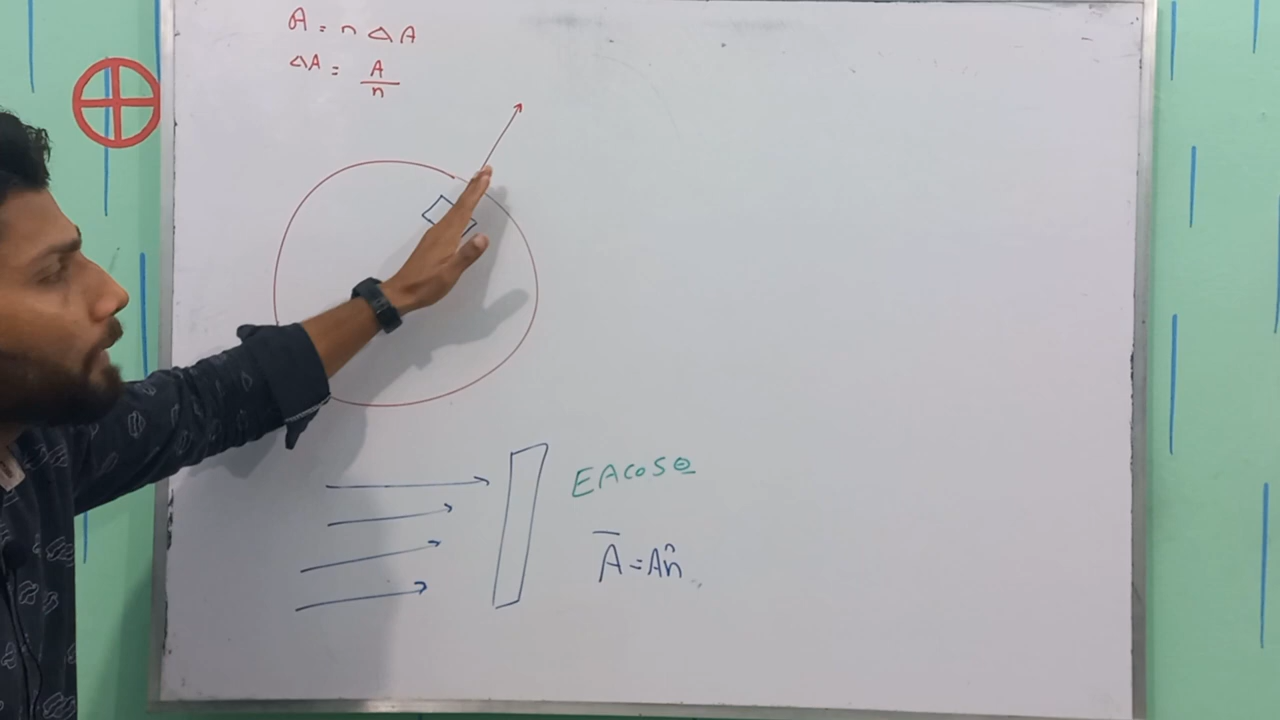 A = n ΔA
ΔA = A/n
EACOSθ
A̅ = An̂